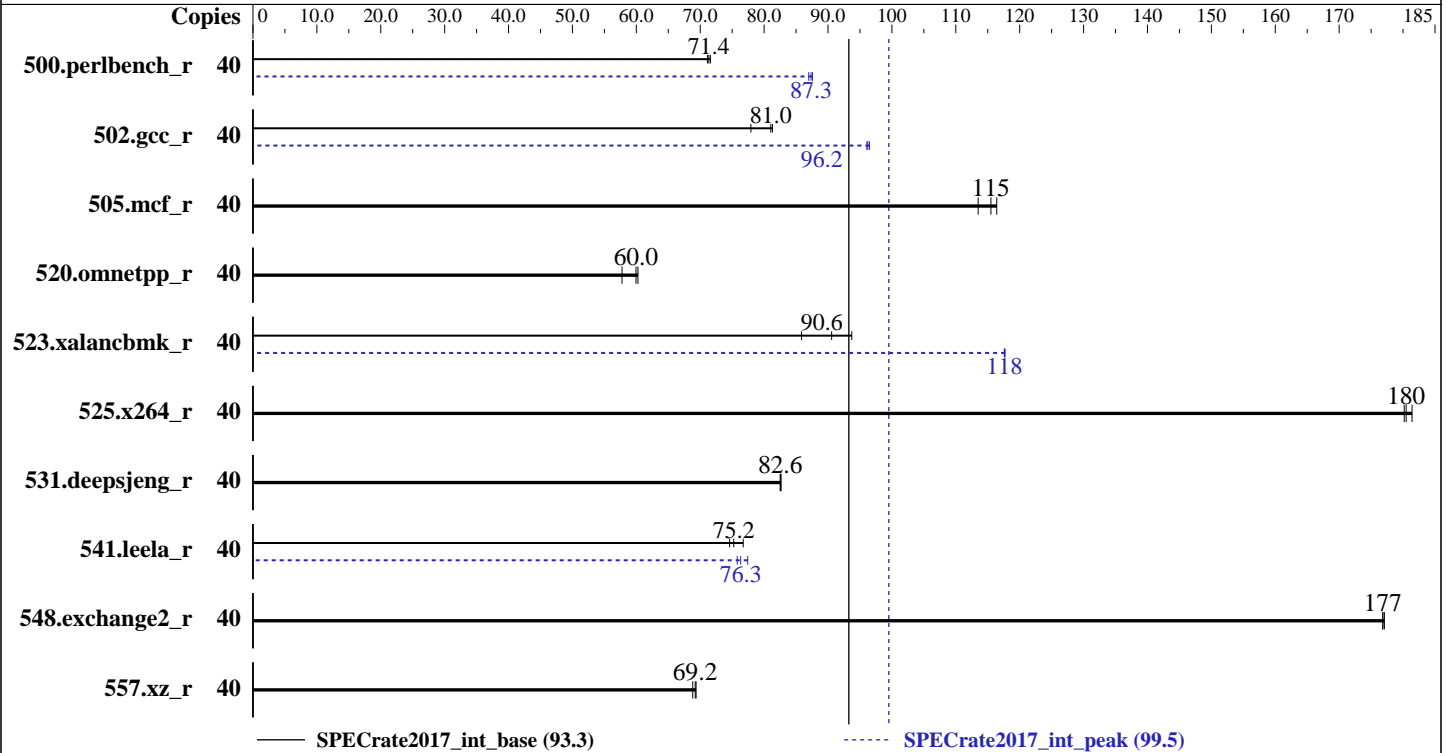 Copies 0 10.0 20.0 30.0 40.0 50.0 60.0 70.0 80.0 90.0 100 110 120 130 140 150 160 170 185
71.4
500.perlbench_r 40
87.3
81.0
502.gcc_r 40
96.2
115
505.mcf_r 40
60.0
520.omnetpp_r 40
90.6
523.xalancbmk_r 40
118
180
525.x264_r 40
82.6
531.deepsjeng_r 40
75.2
541.leela_r 40
76.3
177
548.exchange2_r 40
69.2
557.xz_r 40
SPECrate2017_int_base (93.3) SPECrate2017_int_peak (99.5)